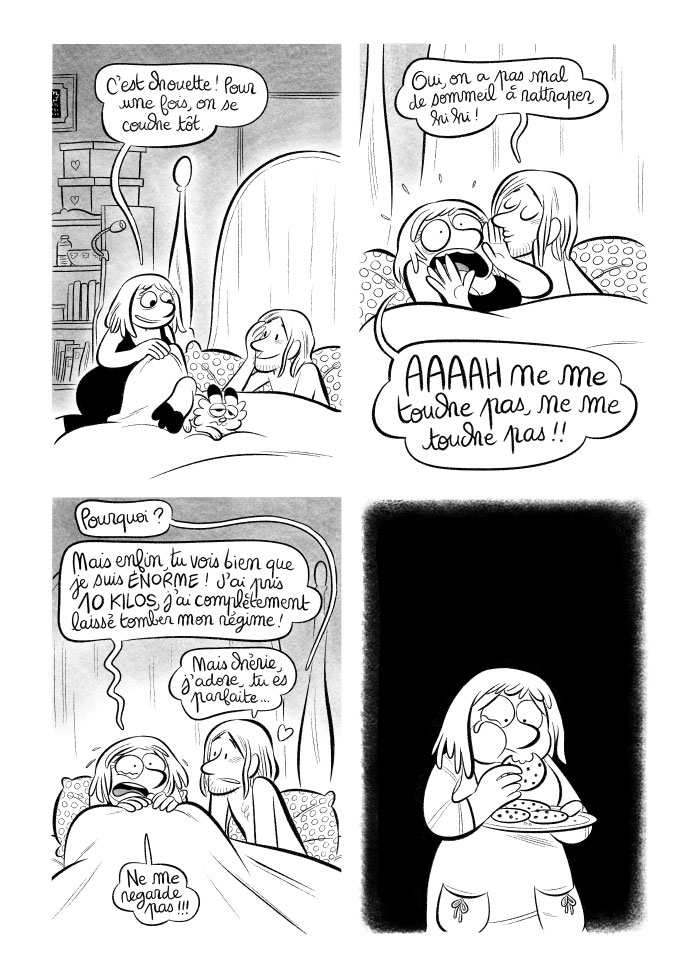 C'est chouette ! Pour
une fois, on se
couche tôt.
Oui, on a pas mal
de sommeil à rattraper,
hi hi !
AAAAH ne me
touche pas, ne me
touche pas !!
Pourquoi ?
Mais enfin, tu vois bien que
je suis ÉNORME ! J'ai pris
10 KILOS, j'ai complètement
laissé tomber mon régime !
Mais chérie,
j'adore, tu es
parfaite...
Ne me
regarde
pas !!!